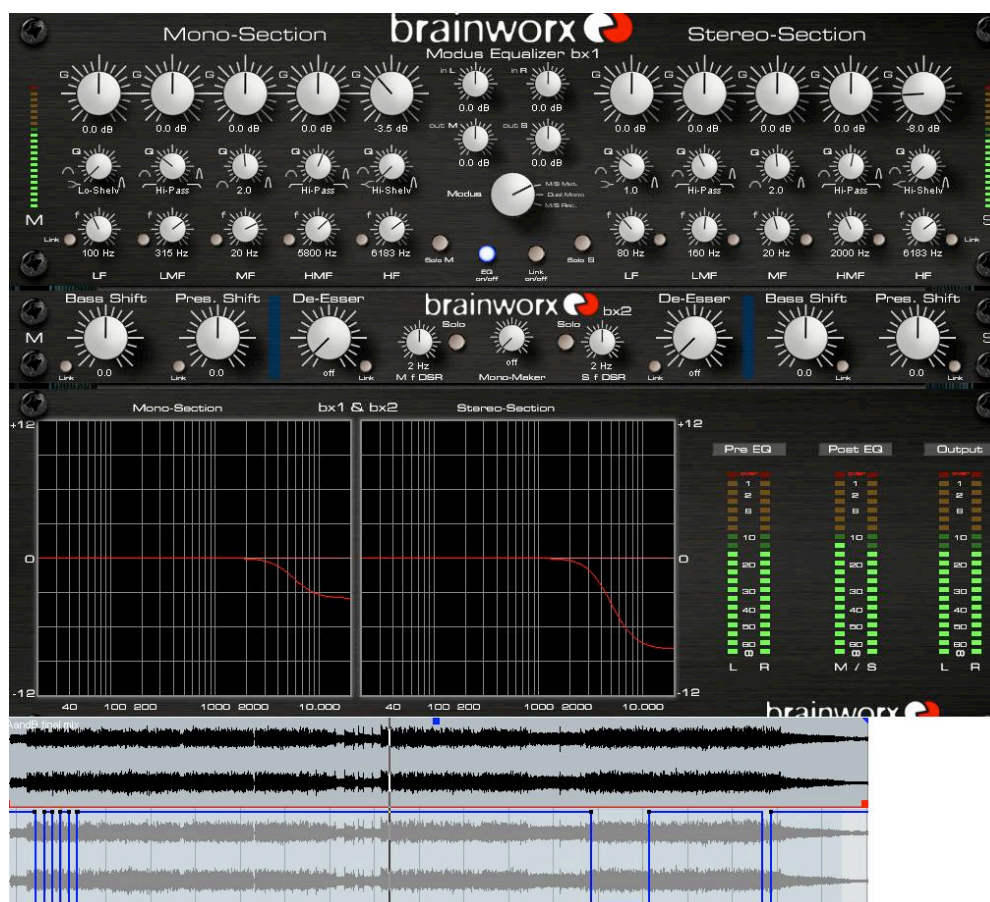 brainworx
Mono-Section
Stereo-Section
Modus Equalizer bx1
in L in R
G G G G G G G G G G
0.0 dB 0.0 dB 0.0 dB 0.0 dB -3.5 dB 0.0 dB 0.0 dB 0.0 dB 0.0 dB 0.0 dB 0.0 dB -8.0 dB
out M out S
0.0 dB 0.0 dB
Q Q Q Q Q Q Q Q Q Q
Lo-Shelv Hi-Pass 2.0 Hi-Pass Hi-Shelv 1.0 Hi-Pass 2.0 Hi-Pass Hi-Shelv
Modus
M/S Mst.
Dual Mono
M/S Rec.
M S
f f f f f f f f f f
Link Link
100 Hz 315 Hz 20 Hz 5800 Hz 6183 Hz 80 Hz 160 Hz 20 Hz 2000 Hz 6183 Hz
Solo M EQ on/off Link on/off Solo S
LF LMF MF HMF HF LF LMF MF HMF HF
Bass Shift Pres. Shift De-Esser brainworx bx2 De-Esser Bass Shift Pres. Shift
M Solo Solo S
2 Hz off 2 Hz
0.0 0.0 off M f DSR Mono-Maker S f DSR off 0.0 0.0
Link Link Link Link Link Link
Mono-Section bx1 & bx2 Stereo-Section
+12 +12
0 0
-12 -12
40 100 200 1000 2000 10.000 40 100 200 1000 2000 10.000
Pre EQ Post EQ Output
1 1 1
2 2 2
6 6 6
10 10 10
20 20 20
30 30 30
40 40 40
50 50 50
60 60 60
∞ ∞ ∞
L R M / S L R
brainworx
AandB final mix